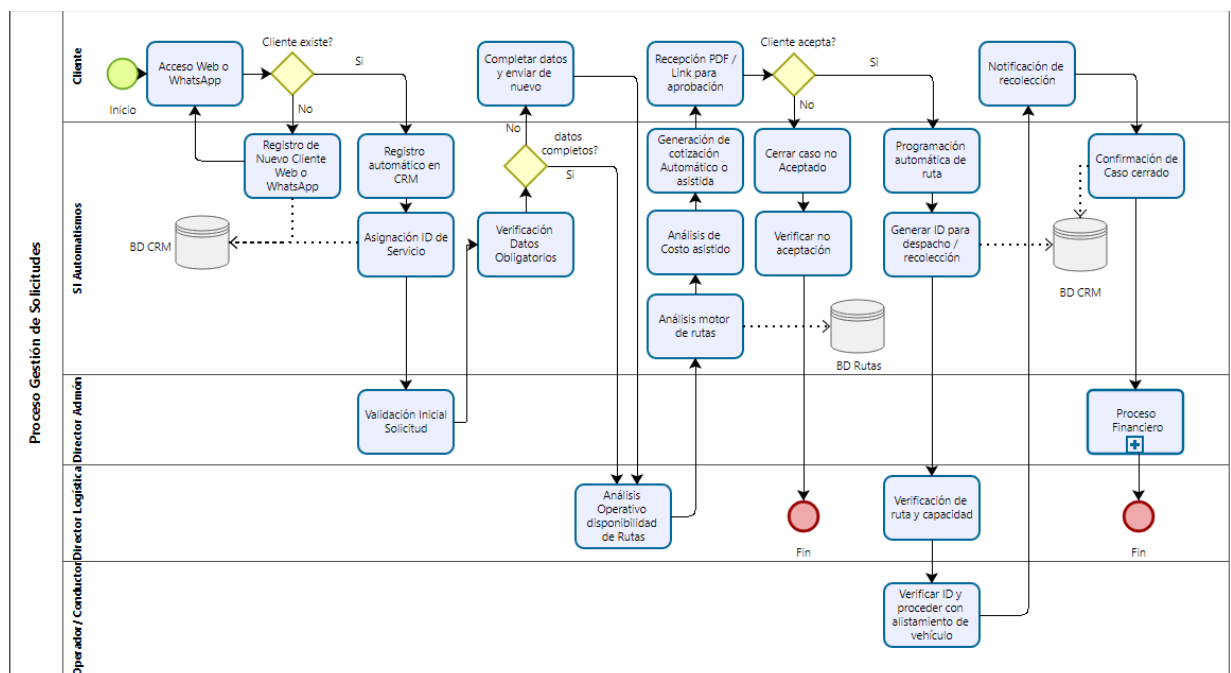 Proceso Gestión de Solicitudes
Cliente
Cliente existe?
Acceso Web o
WhatsApp
Si
Inicio
No
Completar datos
y enviar de
nuevo
Recepción PDF /
Link para
aprobación
Cliente acepta?
Si
No
Notificación de
recolección
SI Automatismos
Registro de
Nuevo Cliente
Web o
WhatsApp
Registro
automático en
CRM
No
datos
completos?
Si
Generación de
cotización
Automático o
asistida
Cerrar caso no
Aceptado
Programación
automática de
ruta
Confirmación de
Caso cerrado
BD CRM
Asignación ID de
Servicio
Verificación
Datos
Obligatorios
Análisis de
Costo asistido
Verificar no
aceptación
Generar ID para
despacho /
recolección
BD CRM
Análisis motor
de rutas
BD Rutas
Director Admón
Validación Inicial
Solicitud
Proceso
Financiero
Director Logística
Análisis
Operativo
disponibilidad
de Rutas
Fin
Verificación de
ruta y capacidad
Fin
Operador/ Conductor
Verificar ID y
proceder con
alistamiento de
vehículo